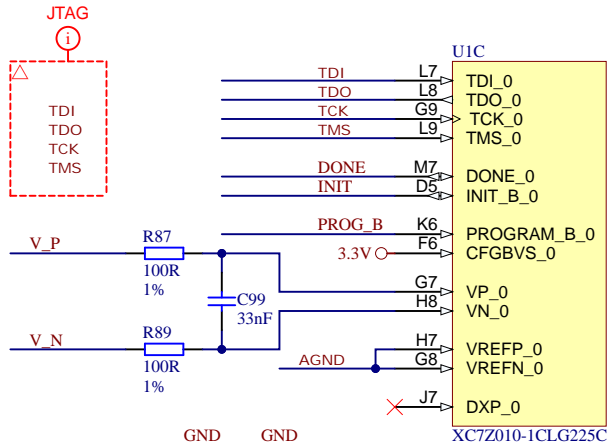 JTAG
i
TDI
TDO
TCK
TMS
U1C
TDI L7 TDI_0
TDO L8 TDO_0
TCK G9 TCK_0
TMS L9 TMS_0
DONE M7 DONE_0
INIT D5 INIT_B_0
PROG_B K6 PROGRAM_B_0
3.3V F6 CFGBVS_0
V_P R87 G7 VP_0
100R
1%
C99 H8 VN_0
33nF
V_N R89 H7 VREFP_0
100R AGND G8 VREFN_0
1%
J7 DXP_0
GND GND XC7Z010-1CLG225C